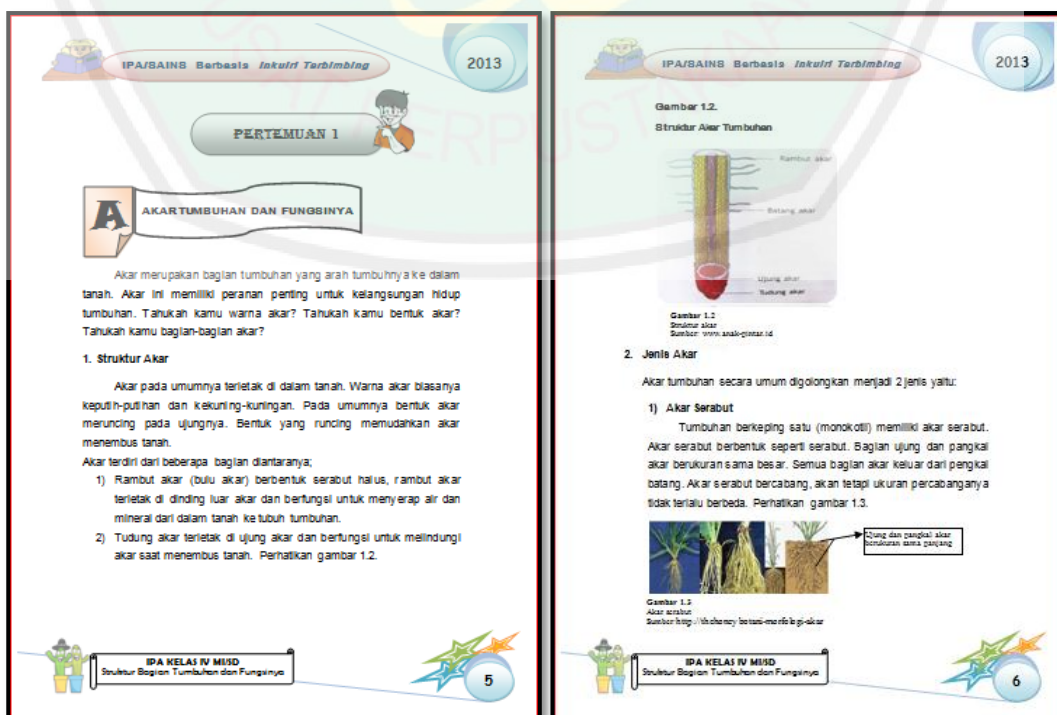 IPA/SAINS Berbasis Inkuiri Terbimbing
2013
PERTEMUAN 1
A
AKAR TUMBUHAN DAN FUNGSINYA
Akar merupakan bagian tumbuhan yang arah tumbuhnya ke dalam
tanah. Akar ini memiliki peranan penting untuk kelangsungan hidup
tumbuhan. Tahukah kamu warna akar? Tahukah kamu bentuk akar?
Tahukah kamu bagian-bagian akar?
1. Struktur Akar
Akar pada umumnya terletak di dalam tanah. Warna akar biasanya
keputih-putihan dan kekuning-kuningan. Pada umumnya bentuk akar
meruncing pada ujungnya. Bentuk yang runcing memudahkan akar
menembus tanah.
Akar terdiri dari beberapa bagian diantaranya;
1) Rambut akar (bulu akar) berbentuk serabut halus, rambut akar
terletak di dinding luar akar dan berfungsi untuk menyerap air dan
mineral dari dalam tanah ke tubuh tumbuhan.
2) Tudung akar terletak di ujung akar dan berfungsi untuk melindungi
akar saat menembus tanah. Perhatikan gambar 1.2.
IPA KELAS IV MI/SD
Struktur Bagian Tumbuhan dan Fungsinya
5
IPA/SAINS Berbasis Inkuiri Terbimbing
2013
Gambar 1.2.
Struktur Akar Tumbuhan
Rambut akar
Batang akar
Ujung akar
Tudung akar
Gambar 1.2
Struktur akar
Sumber: www.anak-pintar.id
2. Jenis Akar
Akar tumbuhan secara umum digolongkan menjadi 2 jenis yaitu:
1) Akar Serabut
Tumbuhan berkeping satu (monokotil) memiliki akar serabut.
Akar serabut berbentuk seperti serabut. Bagian ujung dan pangkal
akar berukuran sama besar. Semua bagian akar keluar dari pengkal
batang. Akar serabut bercabang, akan tetapi ukuran percabanganya
tidak terlalu berbeda. Perhatikan gambar 1.3.
Ujung dan pangkal akar
berukuran sama panjang
Gambar 1.3
Akar serabut
Sumber http://thehoney botani-morfologi-akar
IPA KELAS IV MI/SD
Struktur Bagian Tumbuhan dan Fungsinya
6